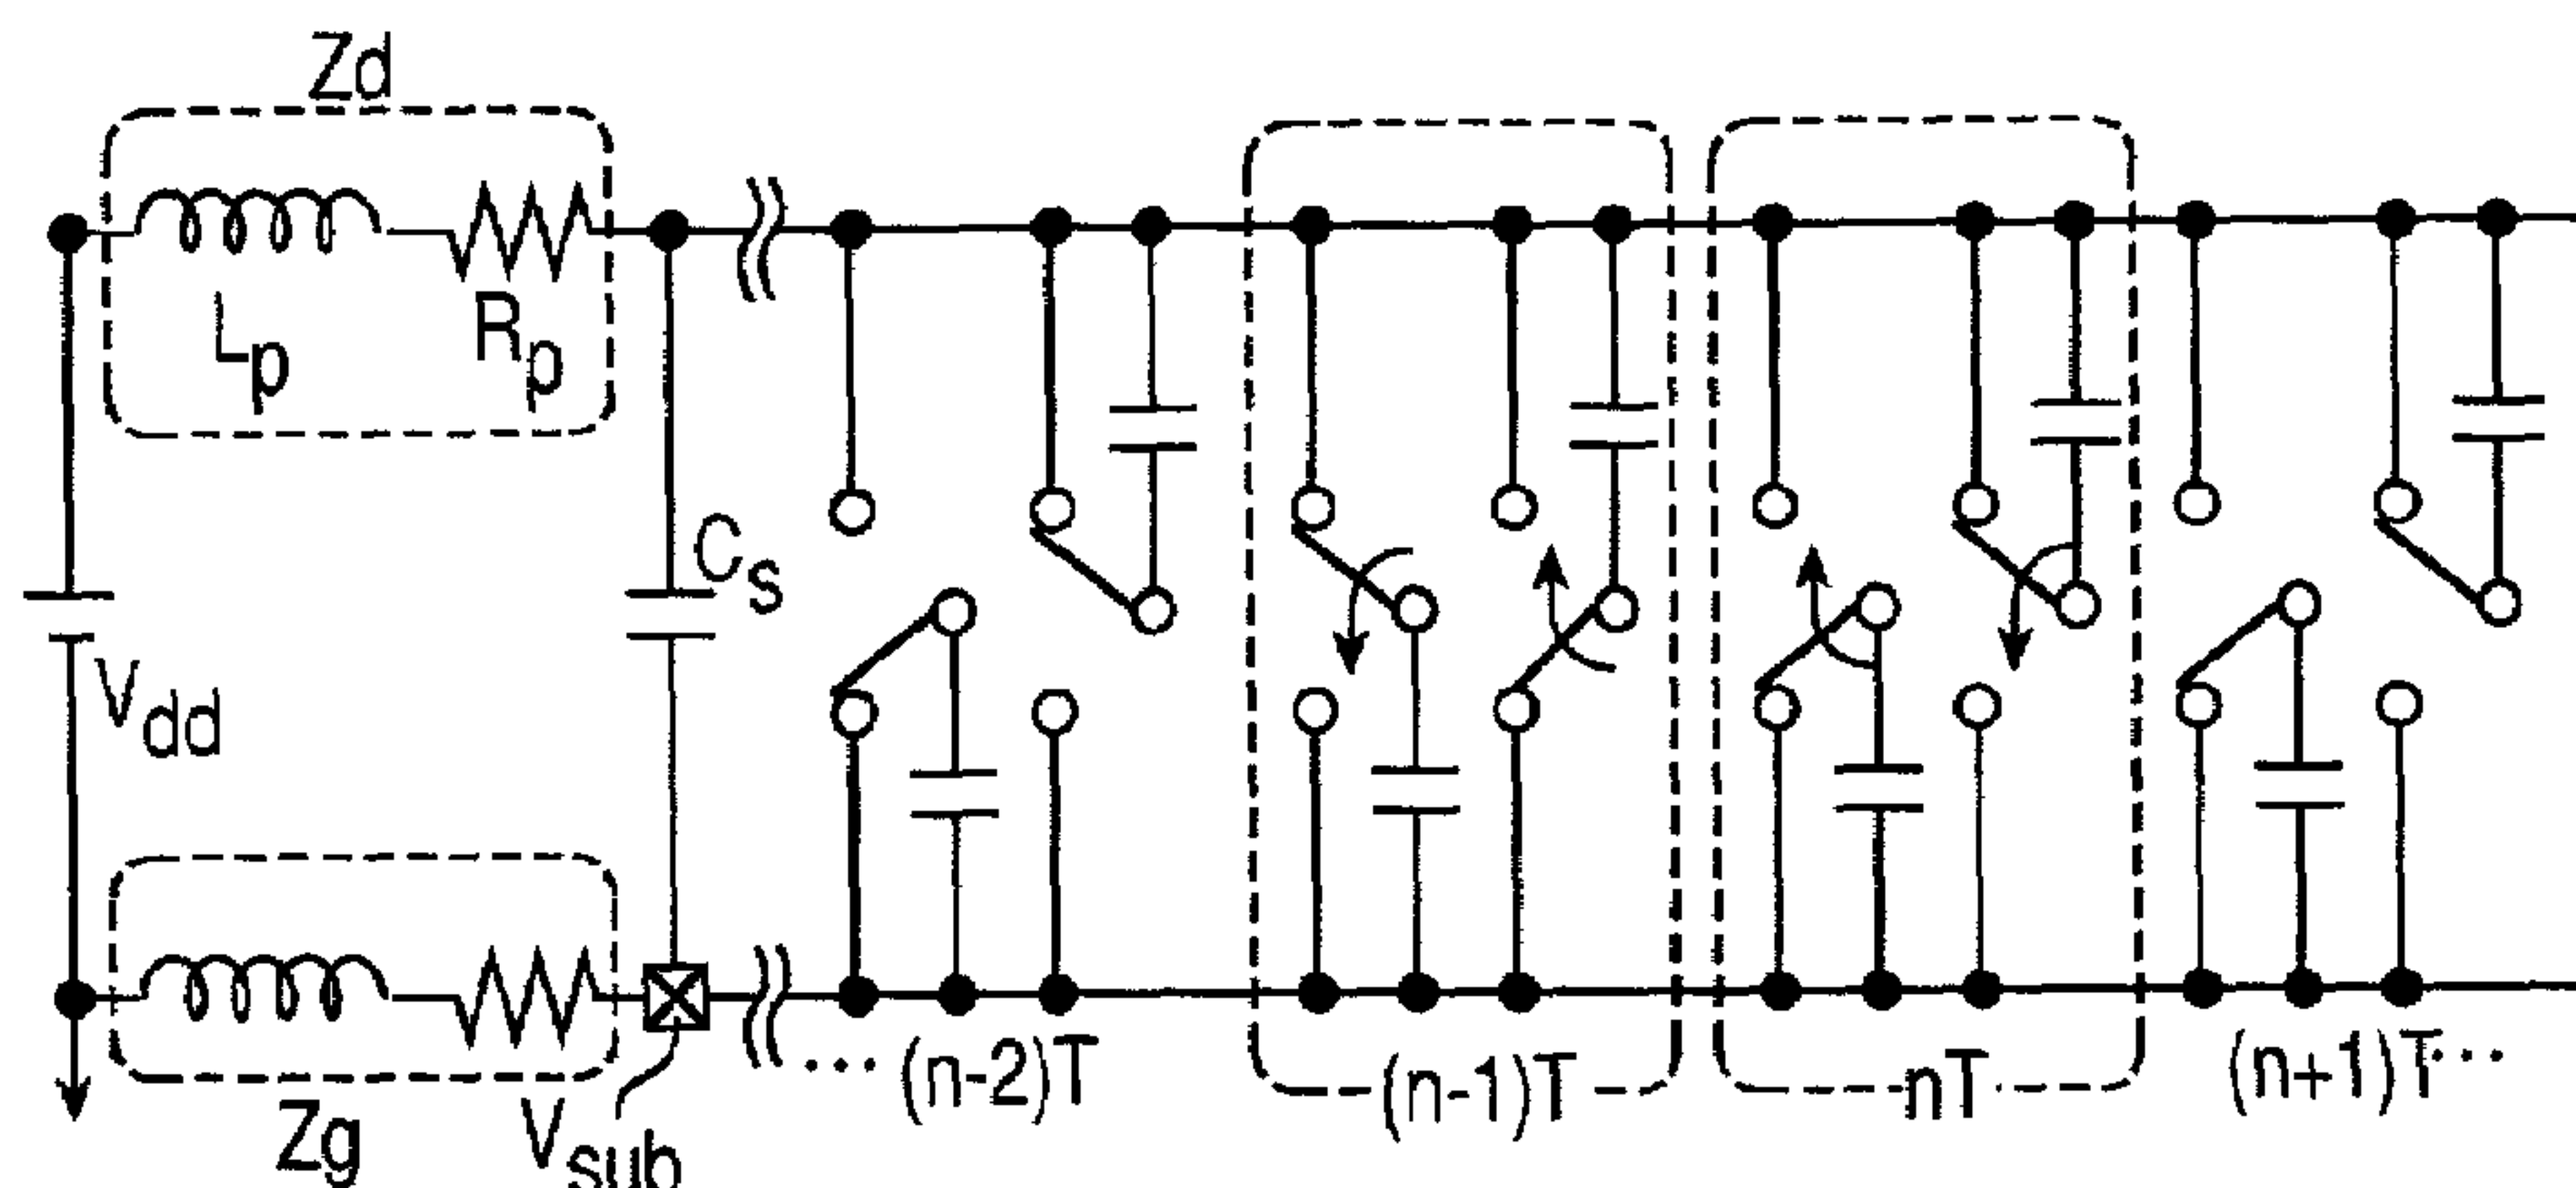 Zd
Lp
Rp
Cs
Vdd
Zg
Vsub
...(n-2)T
(n-1)T
nT
(n+1)T...